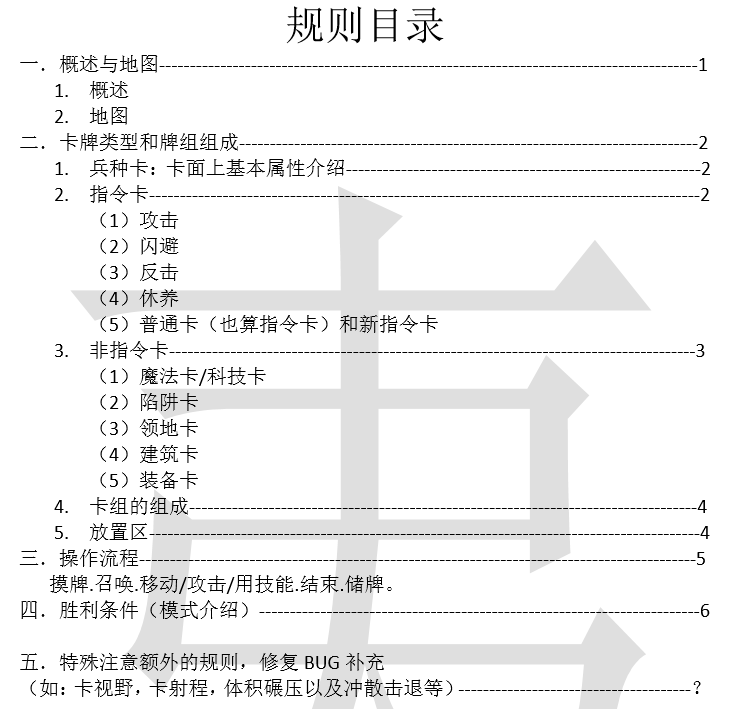 规则目录
一．概述与地图----------------------------------------------------------------------------------------1
1. 概述
2. 地图
二．卡牌类型和牌组组成---------------------------------------------------------------------------2
1. 兵种卡：卡面上基本属性介绍----------------------------------------------------------2
2. 指令卡------------------------------------------------------------------------------------------2
（1）攻击
（2）闪避
（3）反击
（4）休养
（5）普通卡（也算指令卡）和新指令卡
3. 非指令卡--------------------------------------------------------------------------------------3
（1）魔法卡/科技卡
（2）陷阱卡
（3）领地卡
（4）建筑卡
（5）装备卡
4. 卡组的组成-----------------------------------------------------------------------------------4
5. 放置区------------------------------------------------------------------------------------------4
三．操作流程-------------------------------------------------------------------------------------------5
摸牌.召唤.移动/攻击/用技能.结束.储牌。
四．胜利条件（模式介绍）------------------------------------------------------------------------6
五．特殊注意额外的规则，修复 BUG 补充
（如：卡视野，卡射程，体积碾压以及冲散击退等）--------------------------------------？